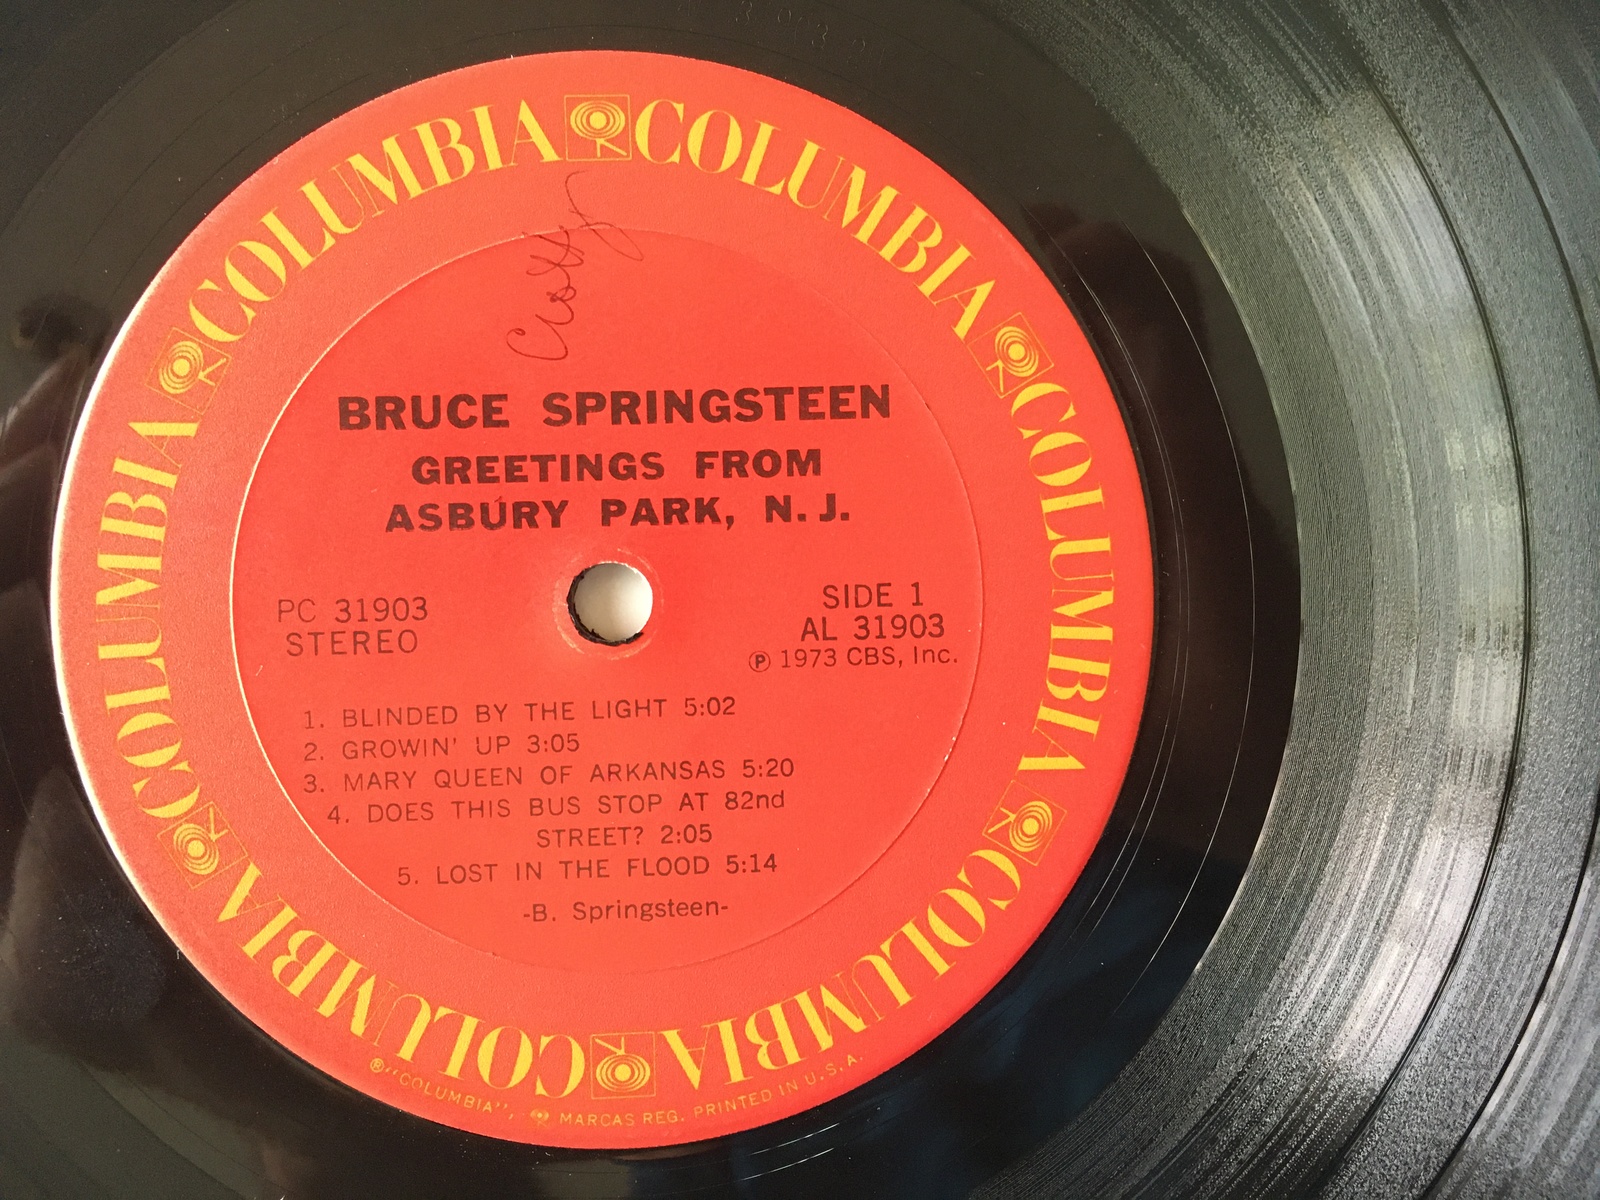 COLUMBIA COLUMBIA COLUMBIA COLUMBIA COLUMBIA COLUMBIA
BRUCE SPRINGSTEEN
GREETINGS FROM
ASBURY PARK, N.J.
PC 31903
STEREO
SIDE 1
AL 31903
Ⓟ 1973 CBS, Inc.
1. BLINDED BY THE LIGHT 5:02
2. GROWIN' UP 3:05
3. MARY QUEEN OF ARKANSAS 5:20
4. DOES THIS BUS STOP AT 82nd
STREET? 2:05
5. LOST IN THE FLOOD 5:14
-B. Springsteen-
®"COLUMBIA", MARCAS REG. PRINTED IN U.S.A.